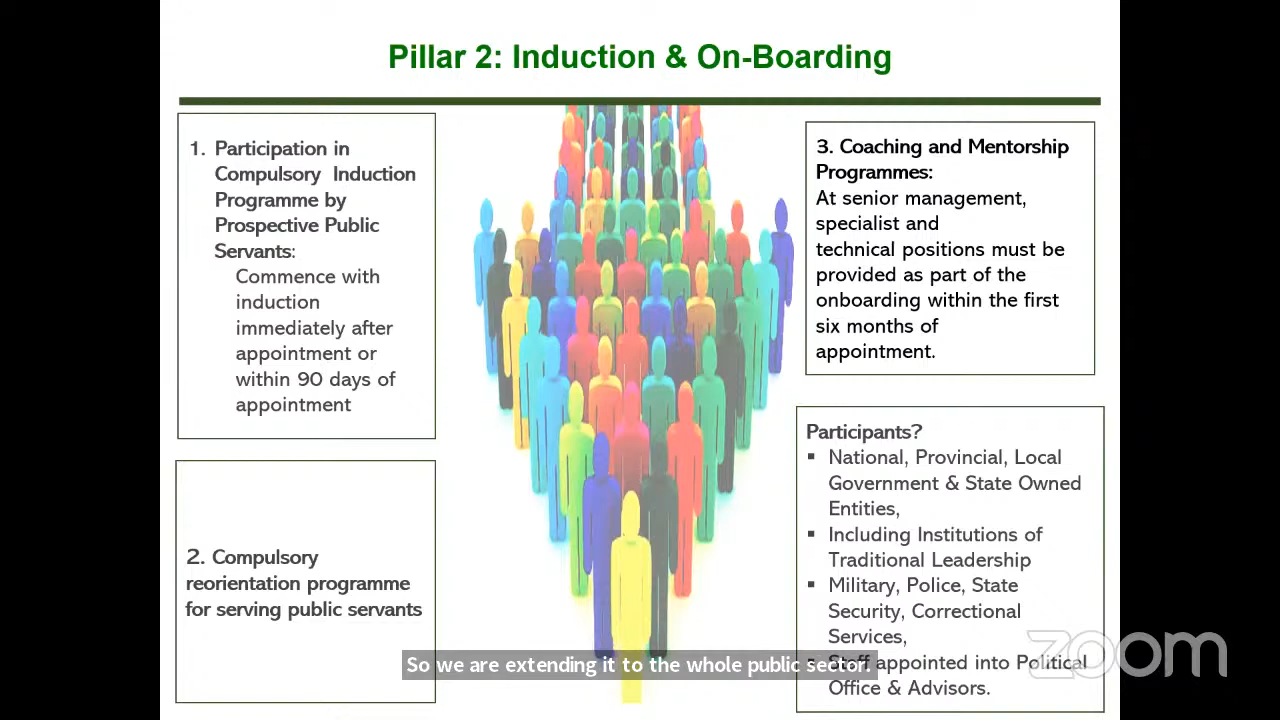 Pillar 2: Induction & On-Boarding
1. Participation in
Compulsory Induction
Programme by
Prospective Public
Servants:
Commence with
induction
immediately after
appointment or
within 90 days of
appointment
2. Compulsory
reorientation programme
for serving public servants
3. Coaching and Mentorship
Programmes:
At senior management,
specialist and
technical positions must be
provided as part of the
onboarding within the first
six months of
appointment.
Participants?
▪ National, Provincial, Local
Government & State Owned
Entities,
▪ Including Institutions of
Traditional Leadership
▪ Military, Police, State
Security, Correctional
Services,
▪ Staff appointed into Political
Office & Advisors.
So we are extending it to the whole public sector.
zoom